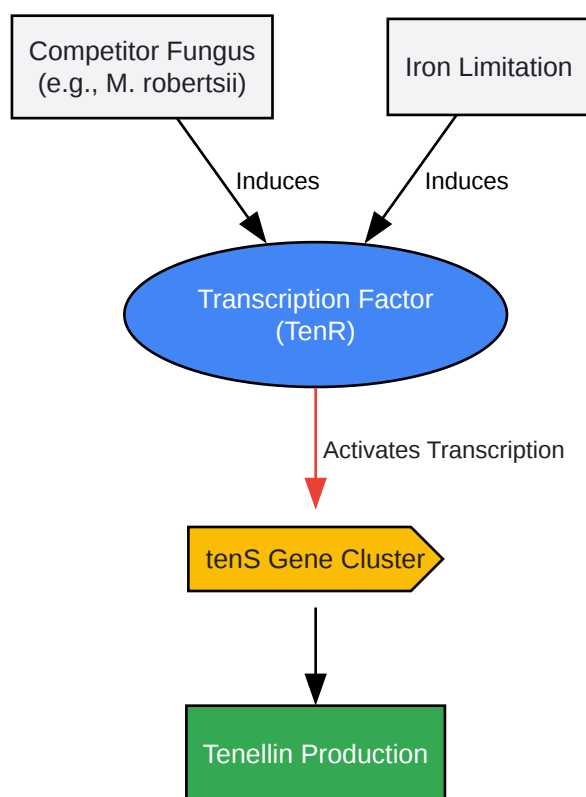 Competitor Fungus
(e.g., M. robertsii)
Iron Limitation
Induces
Induces
Transcription Factor
(TenR)
Activates Transcription
tenS Gene Cluster
Tenellin Production